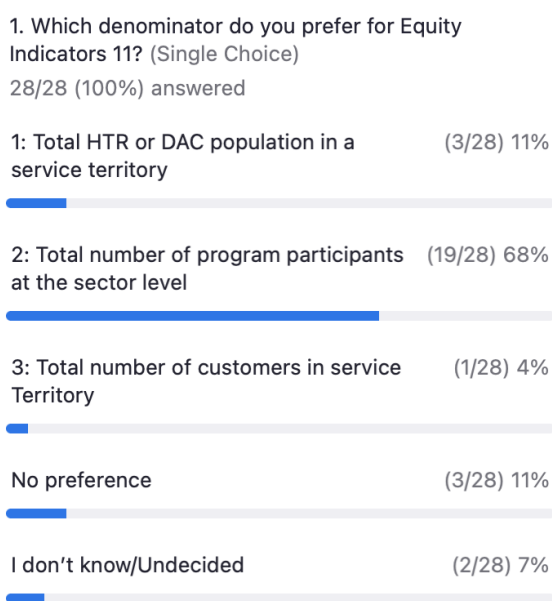 1. Which denominator do you prefer for Equity
Indicators 11? (Single Choice)
28/28 (100%) answered
1: Total HTR or DAC population in a (3/28) 11%
service territory
2: Total number of program participants (19/28) 68%
at the sector level
3: Total number of customers in service (1/28) 4%
Territory
No preference (3/28) 11%
I don’t know/Undecided (2/28) 7%